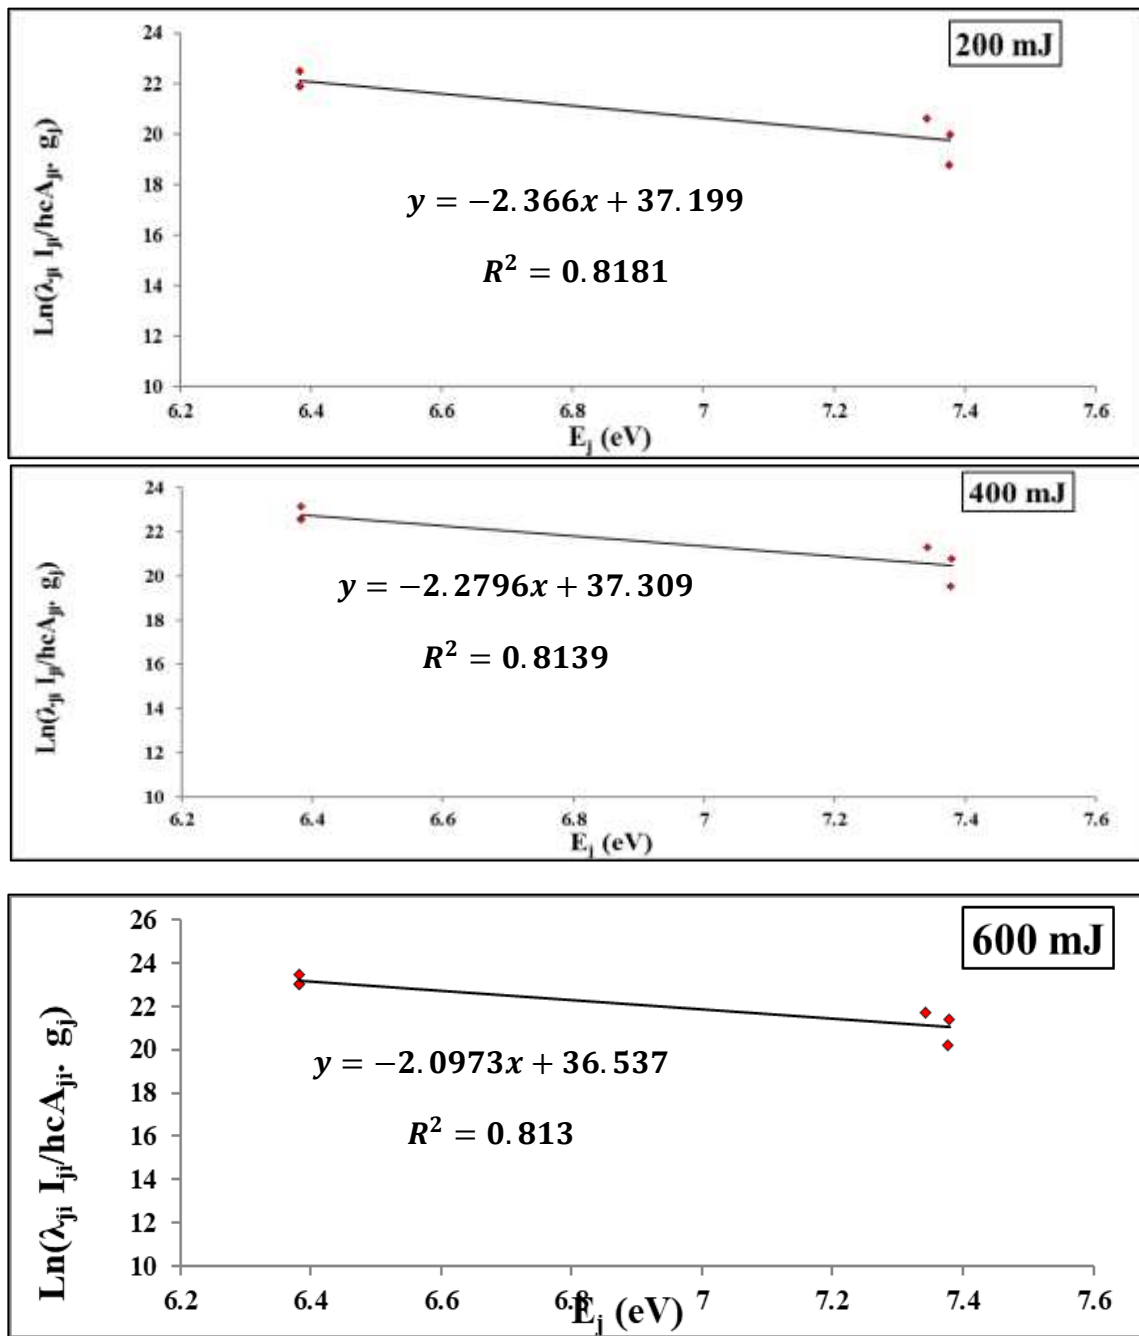 200 mJ
24
22
20
18
16
14
12
10
Ln(λji Iji/hcAji. gj)
y = −2.366x + 37.199
R² = 0.8181
6.2 6.4 6.6 6.8 7 7.2 7.4 7.6
Ej (eV)
400 mJ
24
22
20
18
16
14
12
10
Ln(λji Iji/hcAji. gj)
y = −2.2796x + 37.309
R² = 0.8139
6.2 6.4 6.6 6.8 7 7.2 7.4 7.6
Ej (eV)
600 mJ
26
24
22
20
18
16
14
12
10
Ln(λji Iji/hcAji. gj)
y = −2.0973x + 36.537
R² = 0.813
6.2 6.4 6.6 6.8 7 7.2 7.4 7.6
Ej (eV)